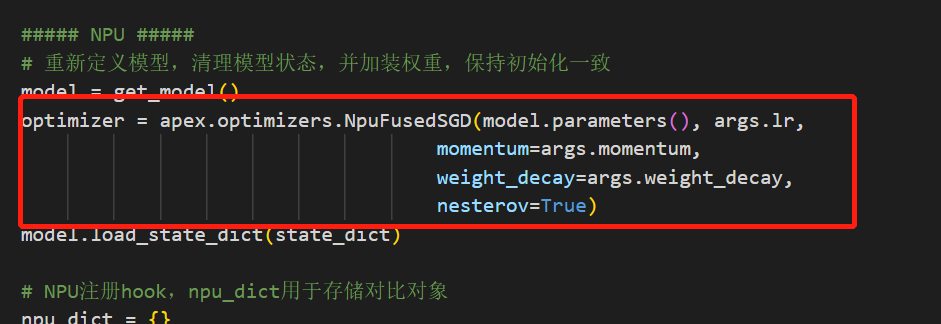 ##### NPU #####
# 重新定义模型，清理模型状态，并加装权重，保持初始化一致
model = get_model()
optimizer = apex.optimizers.NpuFusedSGD(model.parameters(), args.lr,
momentum=args.momentum,
weight_decay=args.weight_decay,
nesterov=True)
model.load_state_dict(state_dict)
# NPU注册hook，npu_dict用于存储对比对象
npu_dict = {}